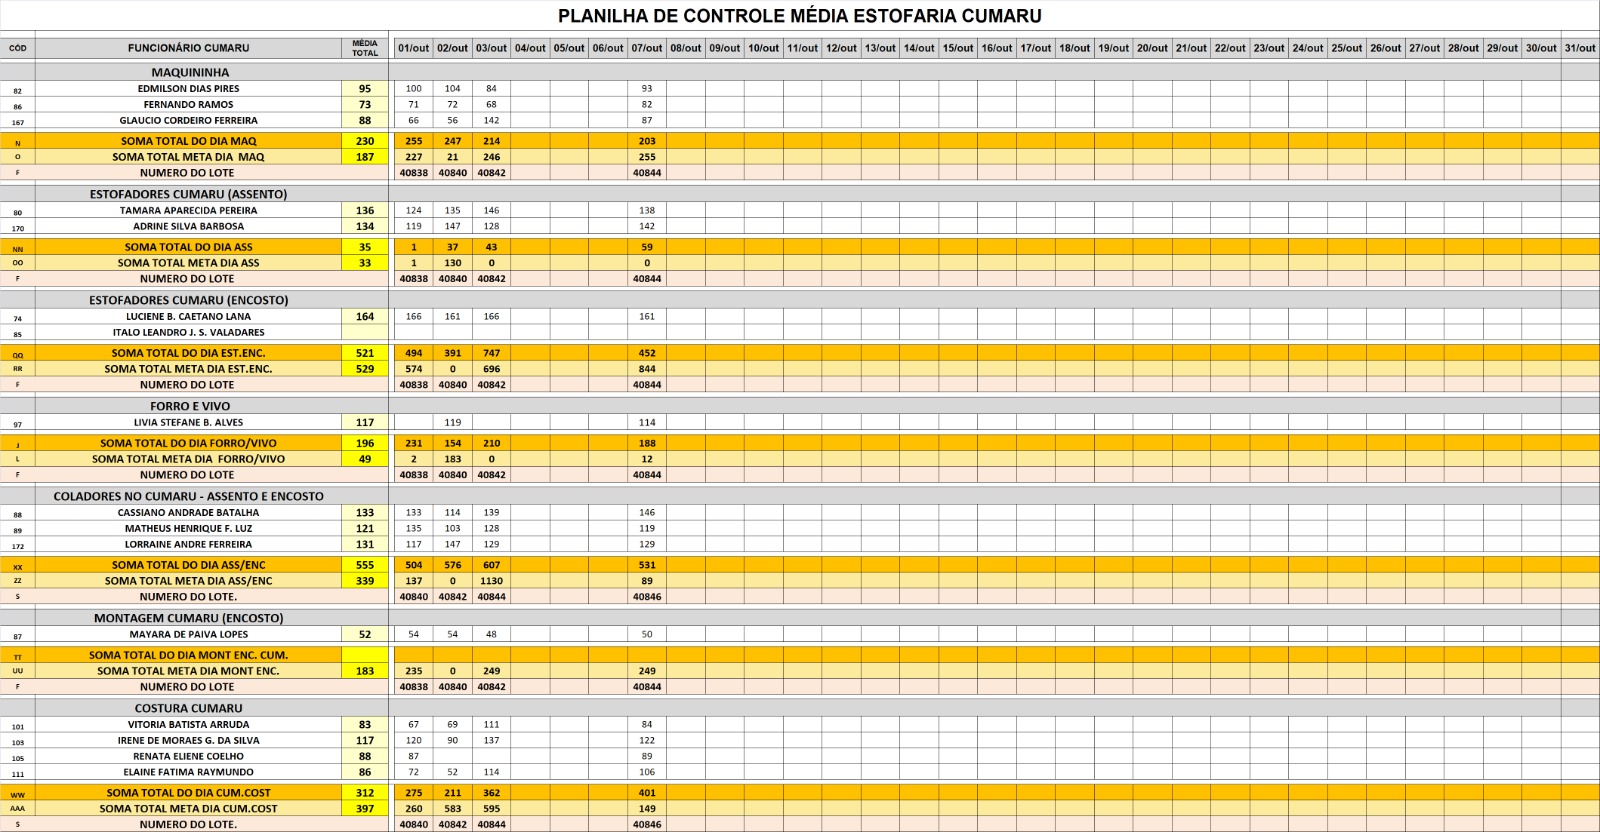 PLANILHA DE CONTROLE MÉDIA ESTOFARIA CUMARU
CÓD FUNCIONÁRIO CUMARU MÉDIA TOTAL 01/out 02/out 03/out 04/out 05/out 06/out 07/out 08/out 09/out 10/out 11/out 12/out 13/out 14/out 15/out 16/out 17/out 18/out 19/out 20/out 21/out 22/out 23/out 24/out 25/out 26/out 27/out 28/out 29/out 30/out 31/out
MAQUININHA
82 EDMILSON DIAS PIRES 95 100 104 84 93
86 FERNANDO RAMOS 73 71 72 68 82
167 GLAUCIO CORDEIRO FERREIRA 88 66 56 142 87
N SOMA TOTAL DO DIA MAQ 230 255 247 214 203
O SOMA TOTAL META DIA MAQ 187 227 21 246 255
F NUMERO DO LOTE 40838 40840 40842 40844
ESTOFADORES CUMARU (ASSENTO)
80 TAMARA APARECIDA PEREIRA 136 124 135 146 138
170 ADRINE SILVA BARBOSA 134 119 147 128 142
NN SOMA TOTAL DO DIA ASS 35 1 37 43 59
OO SOMA TOTAL META DIA ASS 33 1 130 0 0
F NUMERO DO LOTE 40838 40840 40842 40844
ESTOFADORES CUMARU (ENCOSTO)
74 LUCIENE B. CAETANO LANA 164 166 161 166 161
85 ITALO LEANDRO J. S. VALADARES
QQ SOMA TOTAL DO DIA EST.ENC. 521 494 391 747 452
RR SOMA TOTAL META DIA EST.ENC. 529 574 0 696 844
F NUMERO DO LOTE 40838 40840 40842 40844
FORRO E VIVO
97 LIVIA STEFANE B. ALVES 117 119 114
J SOMA TOTAL DO DIA FORRO/VIVO 196 231 154 210 188
L SOMA TOTAL META DIA FORRO/VIVO 49 2 183 0 12
F NUMERO DO LOTE 40838 40840 40842 40844
COLADORES NO CUMARU - ASSENTO E ENCOSTO
88 CASSIANO ANDRADE BATALHA 133 133 114 139 146
89 MATHEUS HENRIQUE F. LUZ 121 135 103 128 119
172 LORRAINE ANDRE FERREIRA 131 117 147 129 129
XX SOMA TOTAL DO DIA ASS/ENC 555 504 576 607 531
ZZ SOMA TOTAL META DIA ASS/ENC 339 137 0 1130 89
S NUMERO DO LOTE. 40840 40842 40844 40846
MONTAGEM CUMARU (ENCOSTO)
87 MAYARA DE PAIVA LOPES 52 54 54 48 50
TT SOMA TOTAL DO DIA MONT ENC. CUM.
UU SOMA TOTAL META DIA MONT ENC. 183 235 0 249 249
F NUMERO DO LOTE 40838 40840 40842 40844
COSTURA CUMARU
101 VITORIA BATISTA ARRUDA 83 67 69 111 84
103 IRENE DE MORAES G. DA SILVA 117 120 90 137 122
105 RENATA ELIENE COELHO 88 87 89
111 ELAINE FATIMA RAYMUNDO 86 72 52 114 106
WW SOMA TOTAL DO DIA CUM.COST 312 275 211 362 401
AAA SOMA TOTAL META DIA CUM.COST 397 260 583 595 149
S NUMERO DO LOTE. 40840 40842 40844 40846